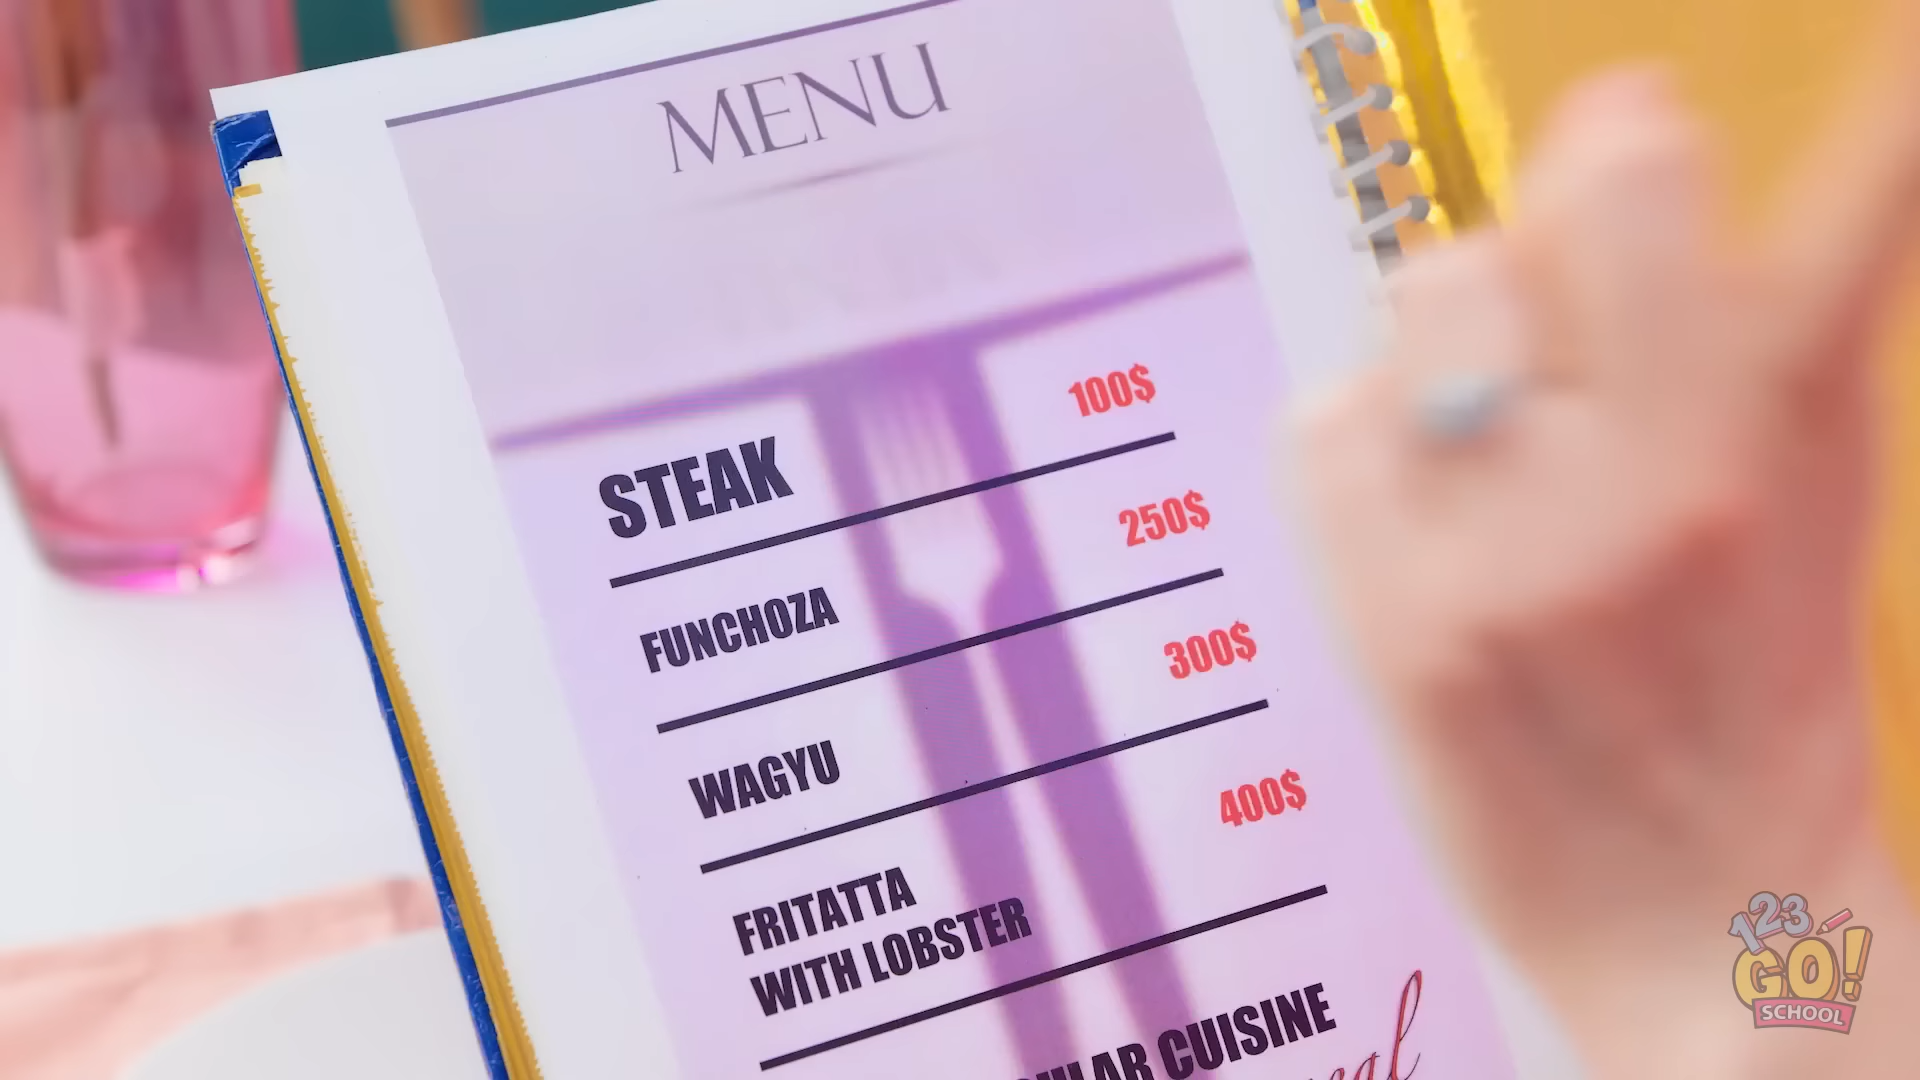 MENU
100$
STEAK
250$
FUNCHOZA
300$
WAGYU
400$
FRITATTA
WITH LOBSTER
CUISINE
123
GO!
SCHOOL